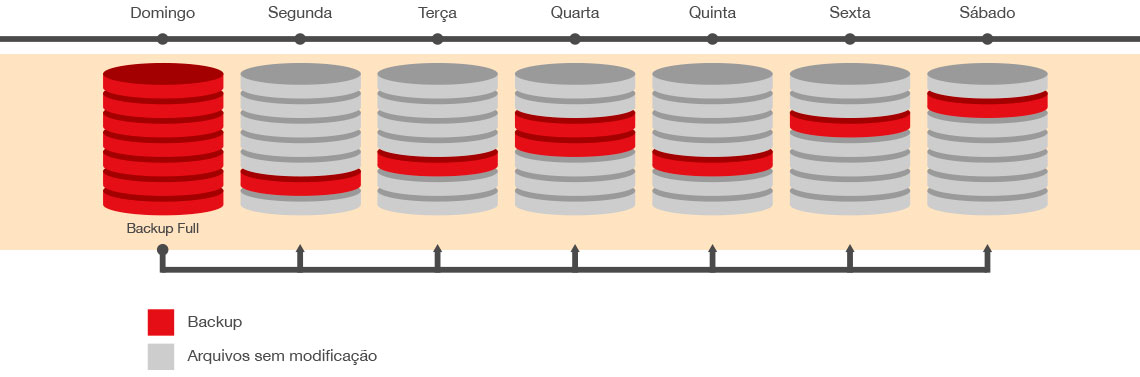 Domingo Segunda Terça Quarta Quinta Sexta Sábado
Backup Full
Backup
Arquivos sem modificação